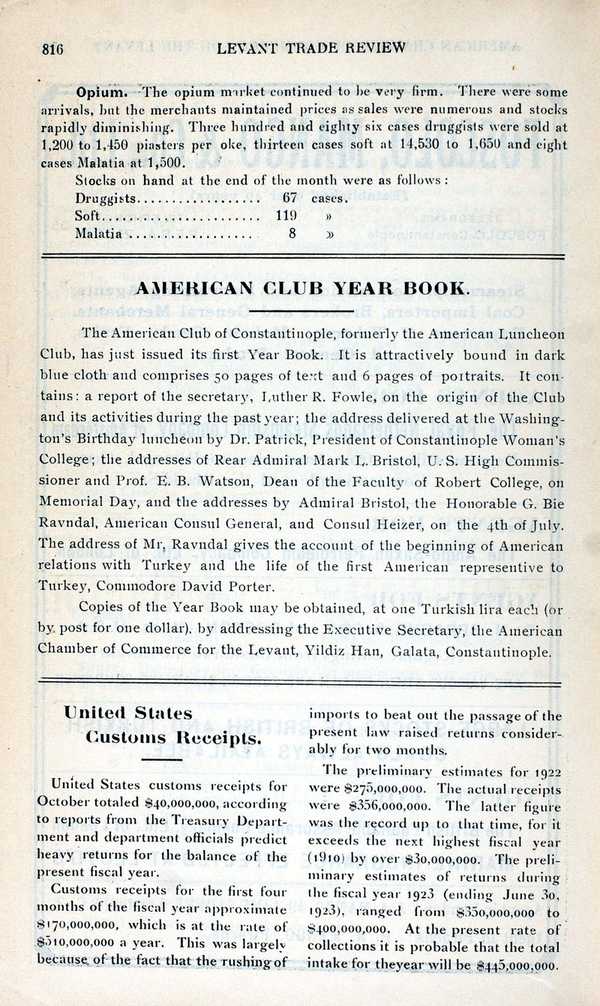 816 LEVANT TRADE REVIEW
Opium. The opium market continued to be very firm. There were some
arrivals, but the merchants maintained prices as sales were numerous and stocks
rapidly diminishing. Three hundred and eighty six cases druggists were sold at
1,200 to 1,450 piasters per oke, thirteen cases soft at 14,530 to 1,650 and eight
cases Malatia at 1,500.
Stocks on hand at the end of the month were as follows :
Druggists.................. 67 cases.
Soft....................... 119 »
Malatia .................. 8 »
AMERICAN CLUB YEAR BOOK.
The American Club of Constantinople, formerly the American Luncheon
Club, has just issued its first Year Book. It is attractively bound in dark
blue cloth and comprises 50 pages of text and 6 pages of portraits. It con-
tains: a report of the secretary, Luther R. Fowle, on the origin of the Club
and its activities during the past year; the address delivered at the Washing-
ton's Birthday luncheon by Dr. Patrick, President of Constantinople Woman's
College; the addresses of Rear Admiral Mark L. Bristol, U. S. High Commis-
sioner and Prof. E. B. Watson, Dean of the Faculty of Robert College, on
Memorial Day, and the addresses by Admiral Bristol, the Honorable G. Bie
Ravndal, American Consul General, and Consul Heizer, on the 4th of July.
The address of Mr, Ravndal gives the account of the beginning of American
relations with Turkey and the life of the first American representive to
Turkey, Commodore David Porter.
Copies of the Year Book may be obtained, at one Turkish lira each (or
by. post for one dollar). by addressing the Executive Secretary, the American
Chamber of Commerce for the Levant, Yildiz Han, Galata, Constantinople.
United States
Customs Receipts.
United States customs receipts for
October totaled $40,000,000, according
to reports from the Treasury Depart-
ment and department officials predict
heavy returns for the balance of the
present fiscal year.
Customs receipts for the first four
months of the fiscal year approximate
$170,000,000, which is at the rate of
$510,000,000 a year. This was largely
because of the fact that the rushing of
imports to beat out the passage of the
present law raised returns consider-
ably for two months.
The preliminary estimates for 1922
were $275,000,000. The actual receipts
were $356,000,000. The latter figure
was the record up to that time, for it
exceeds the next highest fiscal year
(1910) by over $30,000,000. The preli-
minary estimates of returns during
the fiscal year 1923 (ending June 30,
1923), ranged from $350,000,000 to
$400,000,000. At the present rate of
collections it is probable that the total
intake for theyear will be $445,000,000.